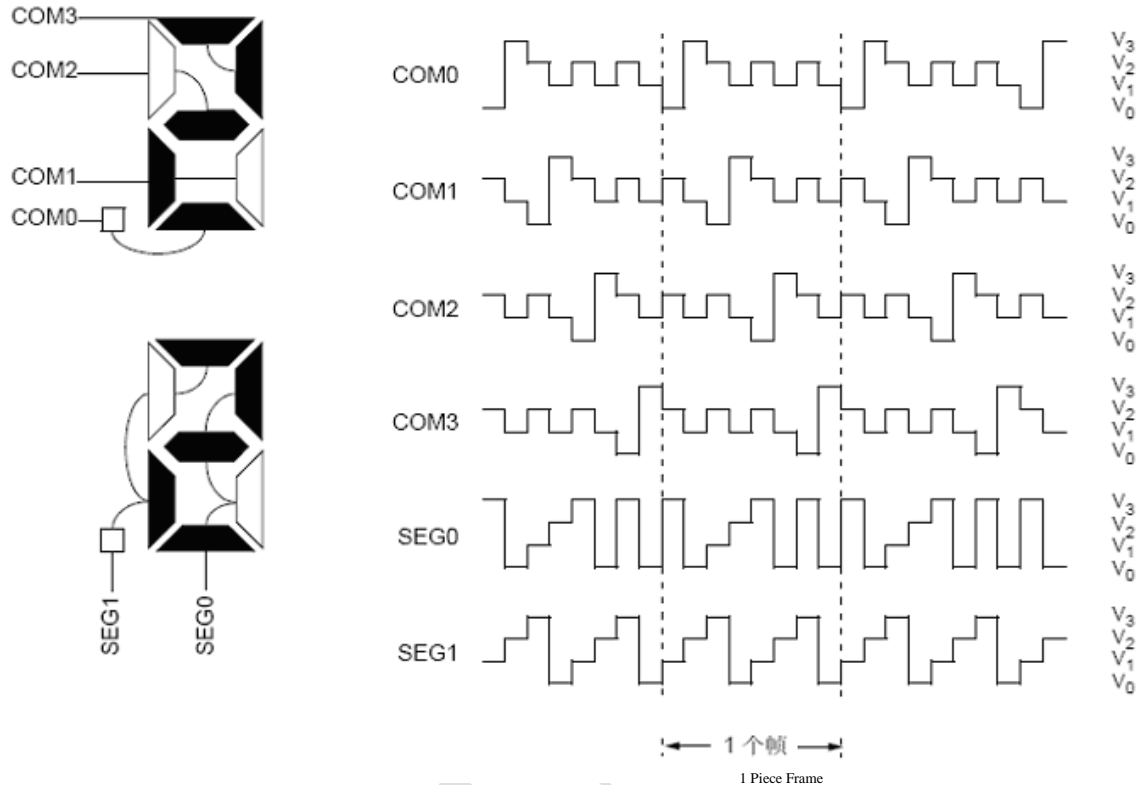 COM3
COM2
COM1
COM0
SEG1
SEG0
COM0
V3
V2
V1
V0
COM1
V3
V2
V1
V0
COM2
V3
V2
V1
V0
COM3
V3
V2
V1
V0
SEG0
V3
V2
V1
V0
SEG1
V3
V2
V1
V0
1 个帧
1 Piece Frame